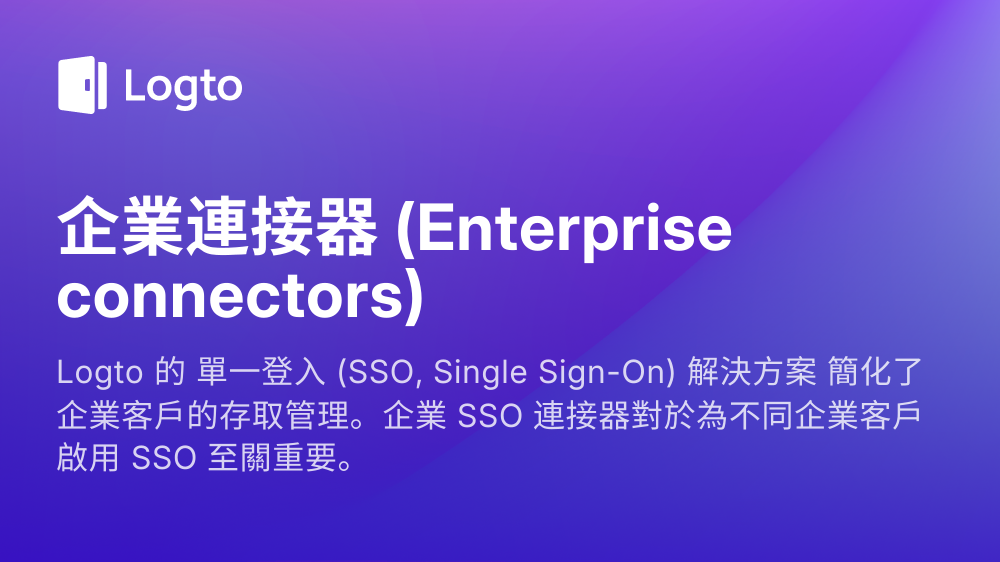 Logto
企業連接器 (Enterprise
connectors)
Logto 的 單一登入 (SSO, Single Sign-On) 解決方案 簡化了
企業客戶的存取管理。企業 SSO 連接器對於為不同企業客戶
啟用 SSO 至關重要。